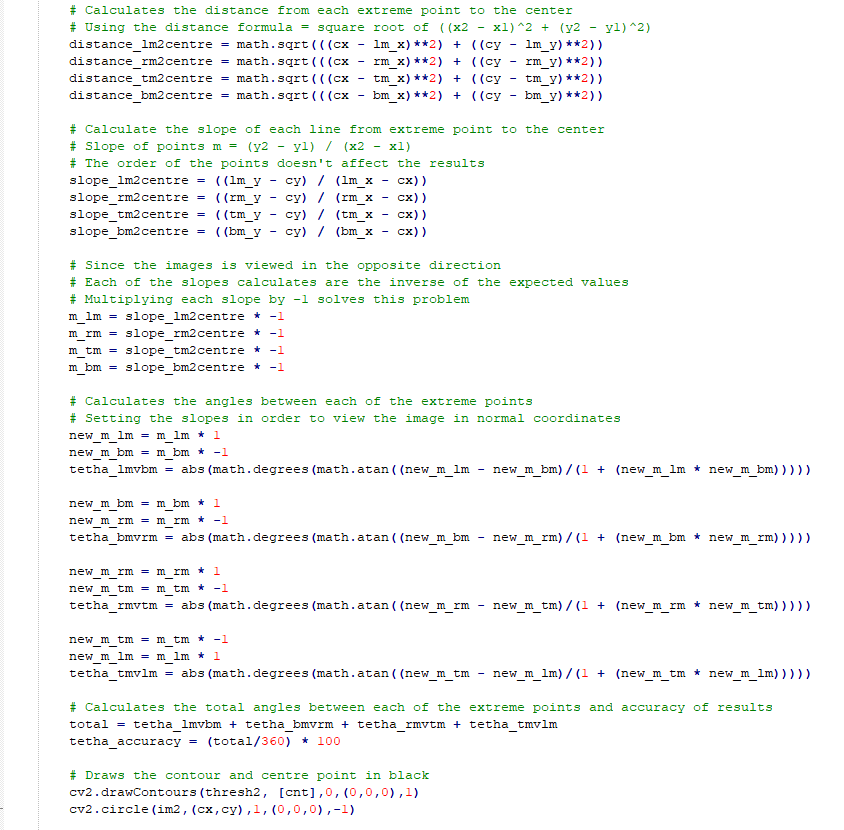 # Calculates the distance from each extreme point to the center
# Using the distance formula = square root of ((x2 - x1)^2 + (y2 - y1)^2)
distance_lm2centre = math.sqrt(((cx - lm_x)**2) + ((cy - lm_y)**2))
distance_rm2centre = math.sqrt(((cx - rm_x)**2) + ((cy - rm_y)**2))
distance_tm2centre = math.sqrt(((cx - tm_x)**2) + ((cy - tm_y)**2))
distance_bm2centre = math.sqrt(((cx - bm_x)**2) + ((cy - bm_y)**2))
# Calculate the slope of each line from extreme point to the center
# Slope of points m = (y2 - y1) / (x2 - x1)
# The order of the points doesn't affect the results
slope_lm2centre = ((lm_y - cy) / (lm_x - cx))
slope_rm2centre = ((rm_y - cy) / (rm_x - cx))
slope_tm2centre = ((tm_y - cy) / (tm_x - cx))
slope_bm2centre = ((bm_y - cy) / (bm_x - cx))
# Since the images is viewed in the opposite direction
# Each of the slopes calculates are the inverse of the expected values
# Multiplying each slope by -1 solves this problem
m_lm = slope_lm2centre * -1
m_rm = slope_rm2centre * -1
m_tm = slope_tm2centre * -1
m_bm = slope_bm2centre * -1
# Calculates the angles between each of the extreme points
# Setting the slopes in order to view the image in normal coordinates
new_m_lm = m_lm * 1
new_m_bm = m_bm * -1
tetha_lmvbm = abs(math.degrees(math.atan((new_m_lm - new_m_bm)/(1 + (new_m_lm * new_m_bm)))))
new_m_bm = m_bm * 1
new_m_rm = m_rm * -1
tetha_bmvrm = abs(math.degrees(math.atan((new_m_bm - new_m_rm)/(1 + (new_m_bm * new_m_rm)))))
new_m_rm = m_rm * 1
new_m_tm = m_tm * -1
tetha_rmvtm = abs(math.degrees(math.atan((new_m_rm - new_m_tm)/(1 + (new_m_rm * new_m_tm)))))
new_m_tm = m_tm * -1
new_m_lm = m_lm * 1
tetha_tmvlm = abs(math.degrees(math.atan((new_m_tm - new_m_lm)/(1 + (new_m_tm * new_m_lm)))))
# Calculates the total angles between each of the extreme points and accuracy of results
total = tetha_lmvbm + tetha_bmvrm + tetha_rmvtm + tetha_tmvlm
tetha_accuracy = (total/360) * 100
# Draws the contour and centre point in black
cv2.drawContours(thresh2, [cnt],0,(0,0,0),1)
cv2.circle(im2,(cx,cy),1,(0,0,0),-1)